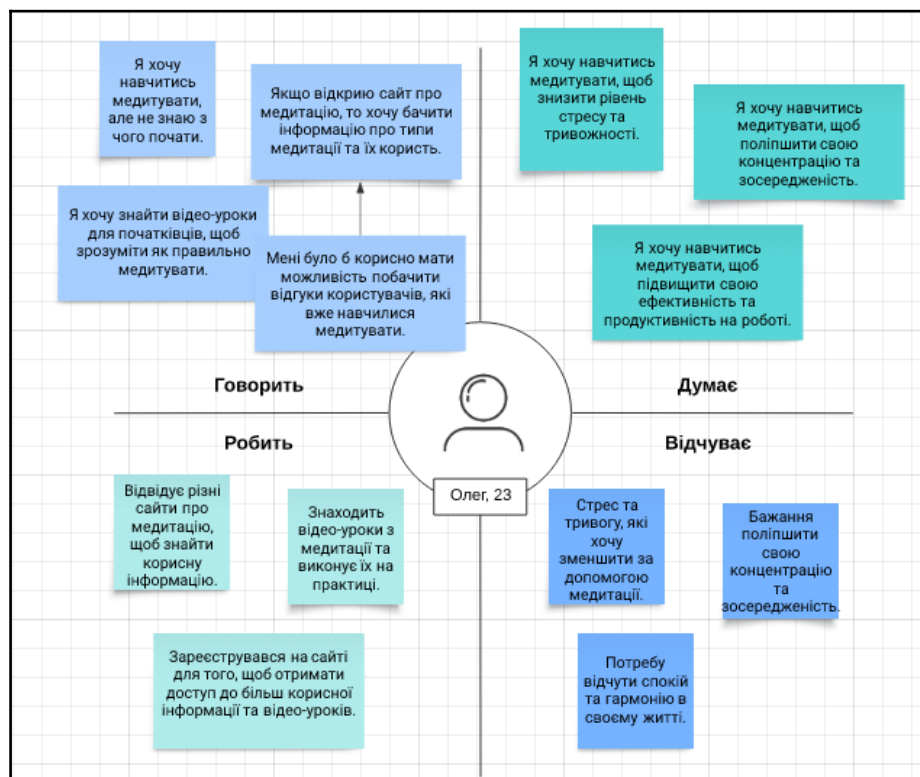 Я хочу
навчитись
медитувати,
але не знаю з
чого почати.
Якщо відкрию сайт про
медитацію, то хочу бачити
інформацію про типи
медитації та їх користь.
Я хочу знайти відео-уроки
для початківців, щоб
зрозуміти як правильно
медитувати.
Мені було б корисно мати
можливість побачити
відгуки користувачів, які
вже навчилися
медитувати.
Говорить
Я хочу навчитись
медитувати, щоб
знизити рівень
стресу та
тривожності.
Я хочу навчитись
медитувати, щоб
поліпшити свою
концентрацію та
зосередженість.
Я хочу навчитись
медитувати, щоб
підвищити свою
ефективність та
продуктивність на роботі.
Думає
Робить
Відвідує різні
сайти про
медитацію,
щоб знайти
корисну
інформацію.
Знаходить
відео-уроки з
медитації та
виконує їх на
практиці.
Зареєструвався на сайті
для того, щоб отримати
доступ до більш корисної
інформації та відео-уроків.
Олег, 23
Відчуває
Стрес та
тривогу, які
хочу
зменшити за
допомогою
медитації.
Бажання
поліпшити
свою
концентрацію
та
зосередженість.
Потребу
відчути спокій
та гармонію в
своєму житті.